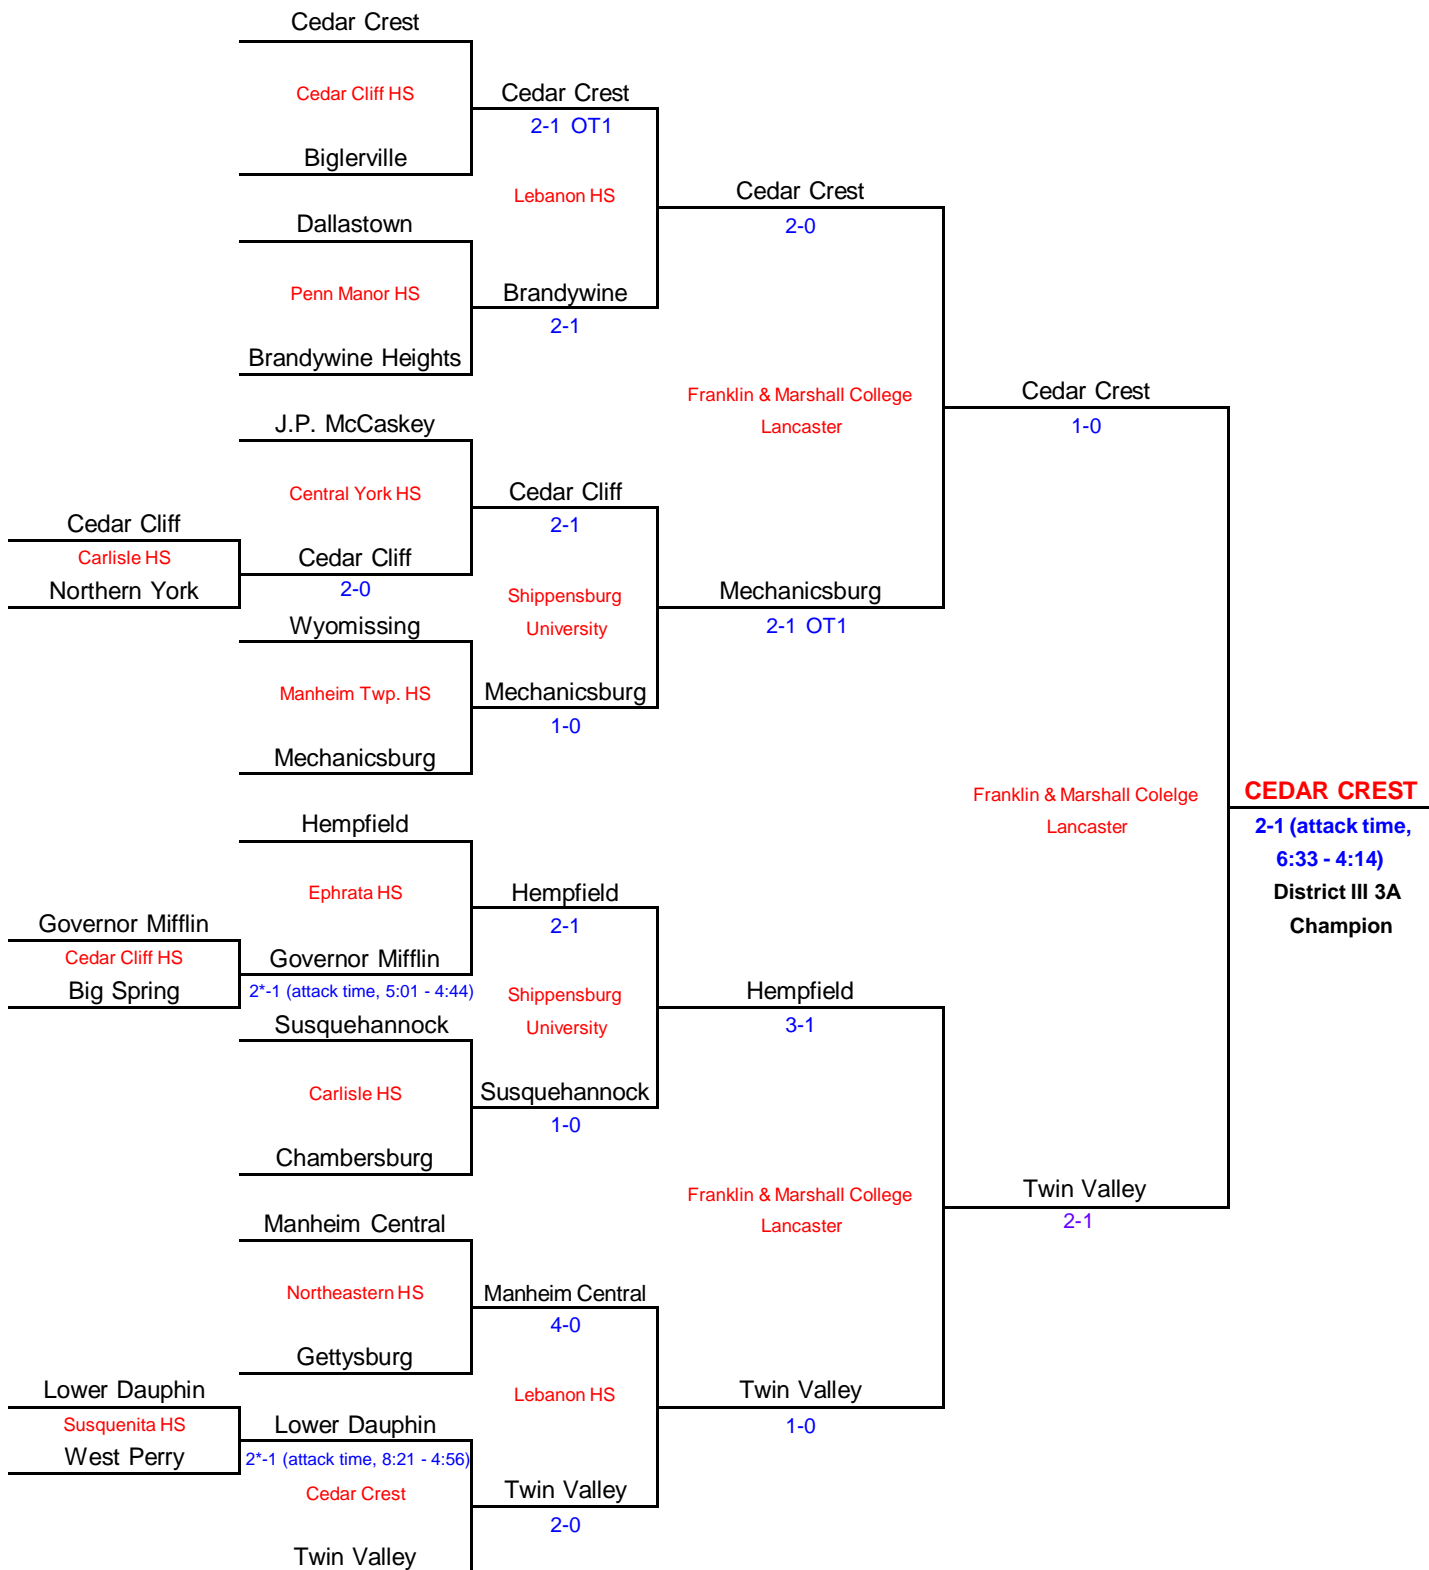 Cedar Crest
Cedar Cliff HS
Cedar Crest
2-1 OT1
Biglerville
Lebanon HS
Cedar Crest
2-0
Dallastown
Penn Manor HS
Brandywine
2-1
Brandywine Heights
Franklin & Marshall College
Lancaster
Cedar Crest
1-0
J.P. McCaskey
Central York HS
Cedar Cliff
2-1
Cedar Cliff
Carlisle HS
Northern York
Cedar Cliff
2-0
Shippensburg
University
Mechanicsburg
2-1 OT1
Wyomissing
Manheim Twp. HS
Mechanicsburg
1-0
Mechanicsburg
Franklin & Marshall Colelge
Lancaster
CEDAR CREST
2-1 (attack time,
6:33 - 4:14)
District III 3A
Champion
Hempfield
Ephrata HS
Hempfield
2-1
Governor Mifflin
Cedar Cliff HS
Big Spring
Governor Mifflin
2*-1 (attack time, 5:01 - 4:44)
Shippensburg
University
Hempfield
3-1
Susquehannock
Carlisle HS
Susquehannock
1-0
Chambersburg
Franklin & Marshall College
Lancaster
Twin Valley
2-1
Manheim Central
Northeastern HS
Manheim Central
4-0
Gettysburg
Lebanon HS
Twin Valley
1-0
Lower Dauphin
Susquenita HS
West Perry
Lower Dauphin
2*-1 (attack time, 8:21 - 4:56)
Cedar Crest
Twin Valley
2-0
Twin Valley